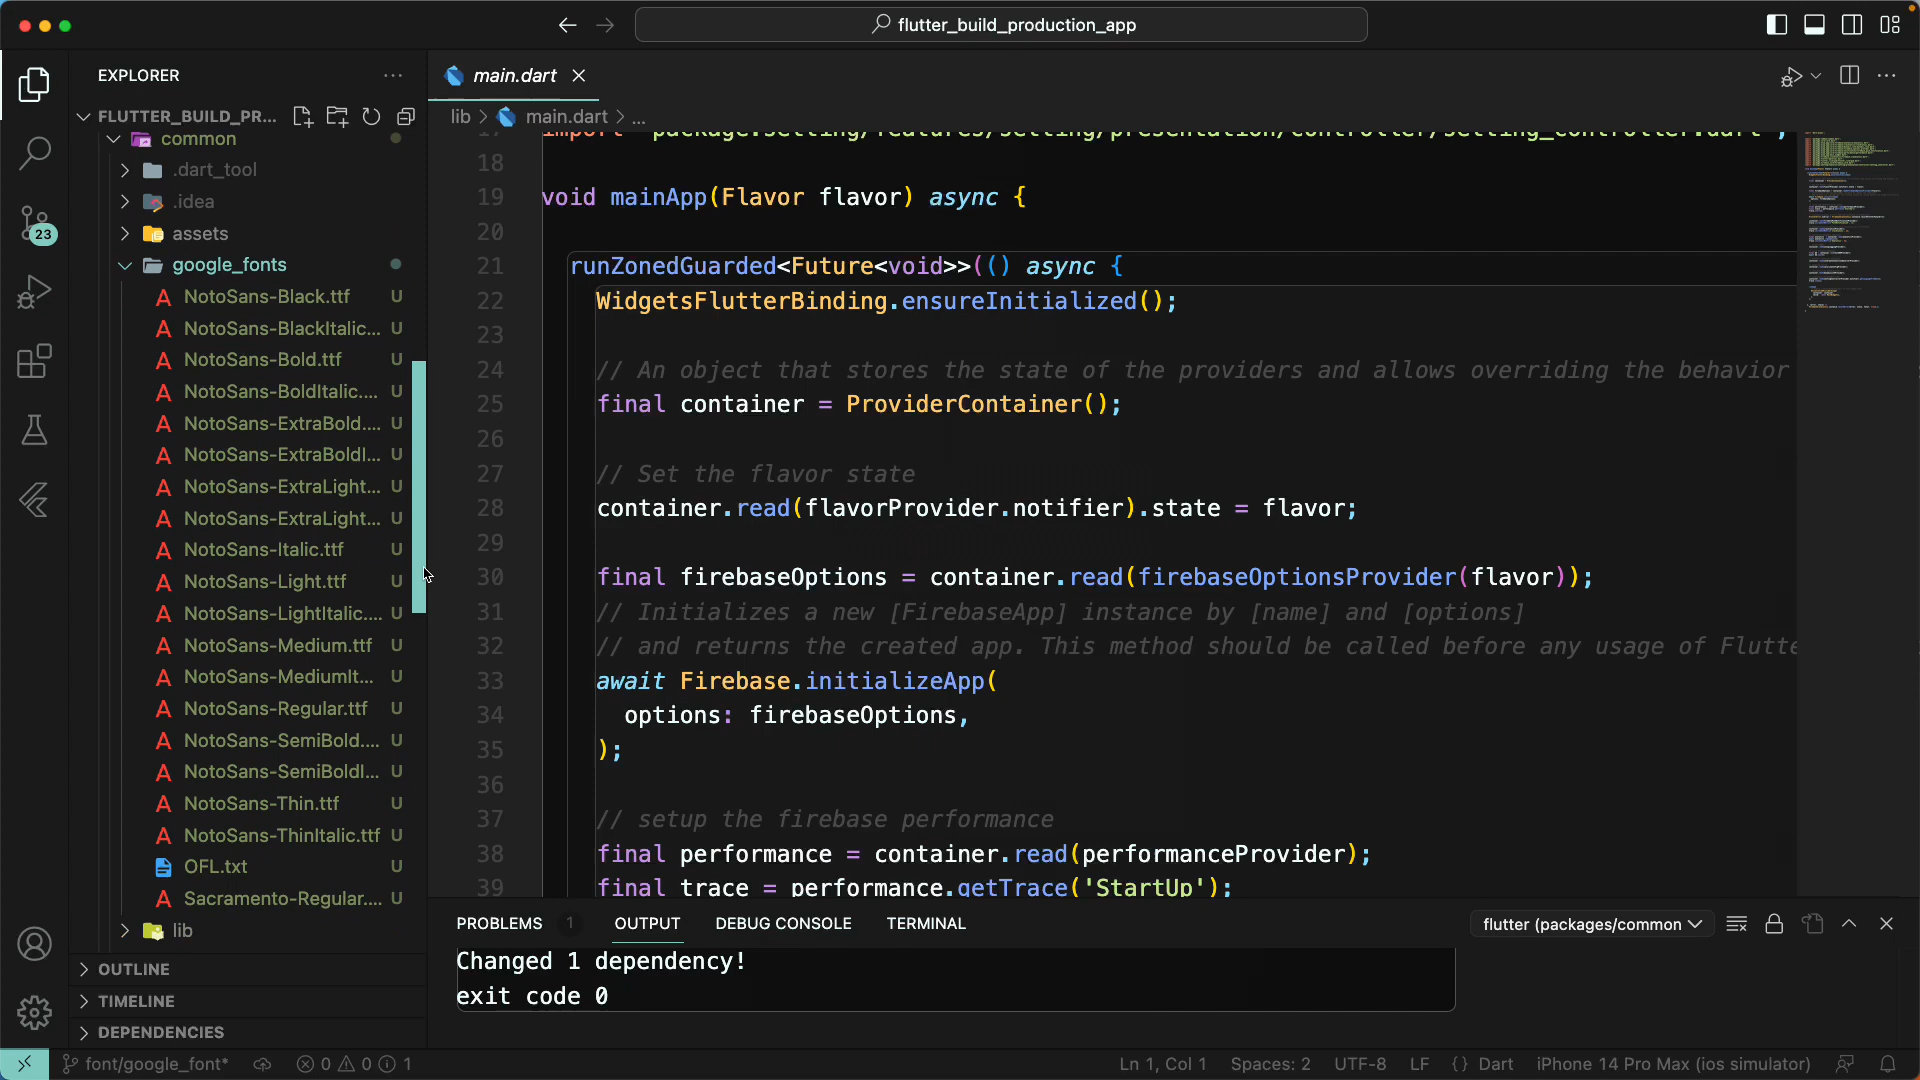 flutter_build_production_app
EXPLORER
main.dart
FLUTTER_BUILD_PR...
lib > main.dart > ...
common
.dart_tool
.idea
assets
google_fonts
NotoSans-Black.ttf U
NotoSans-BlackItalic... U
NotoSans-Bold.ttf U
NotoSans-BoldItalic.... U
NotoSans-ExtraBold.... U
NotoSans-ExtraBoldI... U
NotoSans-ExtraLight... U
NotoSans-ExtraLight... U
NotoSans-Italic.ttf U
NotoSans-Light.ttf U
NotoSans-LightItalic.... U
NotoSans-Medium.ttf U
NotoSans-MediumIt... U
NotoSans-Regular.ttf U
NotoSans-SemiBold.... U
NotoSans-SemiBoldI... U
NotoSans-Thin.ttf U
NotoSans-ThinItalic.ttf U
OFL.txt U
Sacramento-Regular.... U
lib
OUTLINE
TIMELINE
DEPENDENCIES
23
17 import 'package:setting/features/setting/presentation/controller/setting_controller.dart';
18
19 void mainApp(Flavor flavor) async {
20
21 runZonedGuarded<Future<void>>(() async {
22 WidgetsFlutterBinding.ensureInitialized();
23
24 // An object that stores the state of the providers and allows overriding the behavior
25 final container = ProviderContainer();
26
27 // Set the flavor state
28 container.read(flavorProvider.notifier).state = flavor;
29
30 final firebaseOptions = container.read(firebaseOptionsProvider(flavor));
31 // Initializes a new [FirebaseApp] instance by [name] and [options]
32 // and returns the created app. This method should be called before any usage of Flutte
33 await Firebase.initializeApp(
34 options: firebaseOptions,
35 );
36
37 // setup the firebase performance
38 final performance = container.read(performanceProvider);
39 final trace = performance.getTrace('StartUp');
PROBLEMS 1 OUTPUT DEBUG CONSOLE TERMINAL flutter (packages/common
Changed 1 dependency!
exit code 0
font/google_font* 0 0 1 Ln 1, Col 1 Spaces: 2 UTF-8 LF {} Dart iPhone 14 Pro Max (ios simulator)